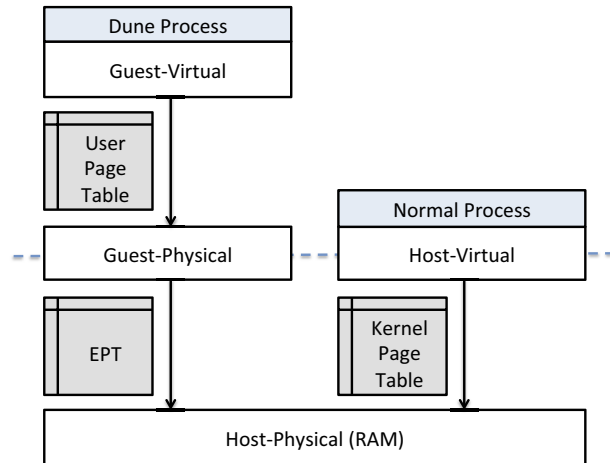 Dune Process
Guest-Virtual
User
Page
Table
Normal Process
Guest-Physical
Host-Virtual
EPT
Kernel
Page
Table
Host-Physical (RAM)